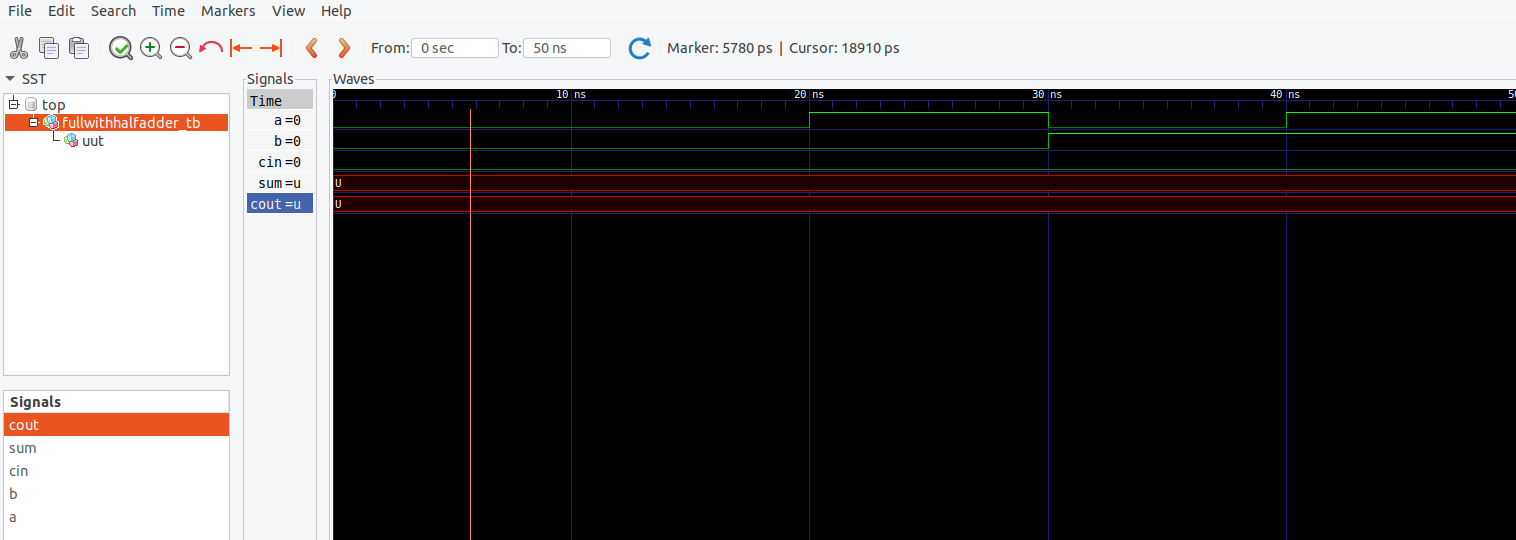 File Edit Search Time Markers View Help
From: 0 sec To: 50 ns Marker: 5780 ps | Cursor: 18910 ps
SST
top
fullwithhalfadder_tb
uut
Signals
cout
sum
cin
b
a
Signals
Time
a=0
b=0
cin=0
sum=u
cout=u
Waves
0 10 ns 20 ns 30 ns 40 ns 50
U
U